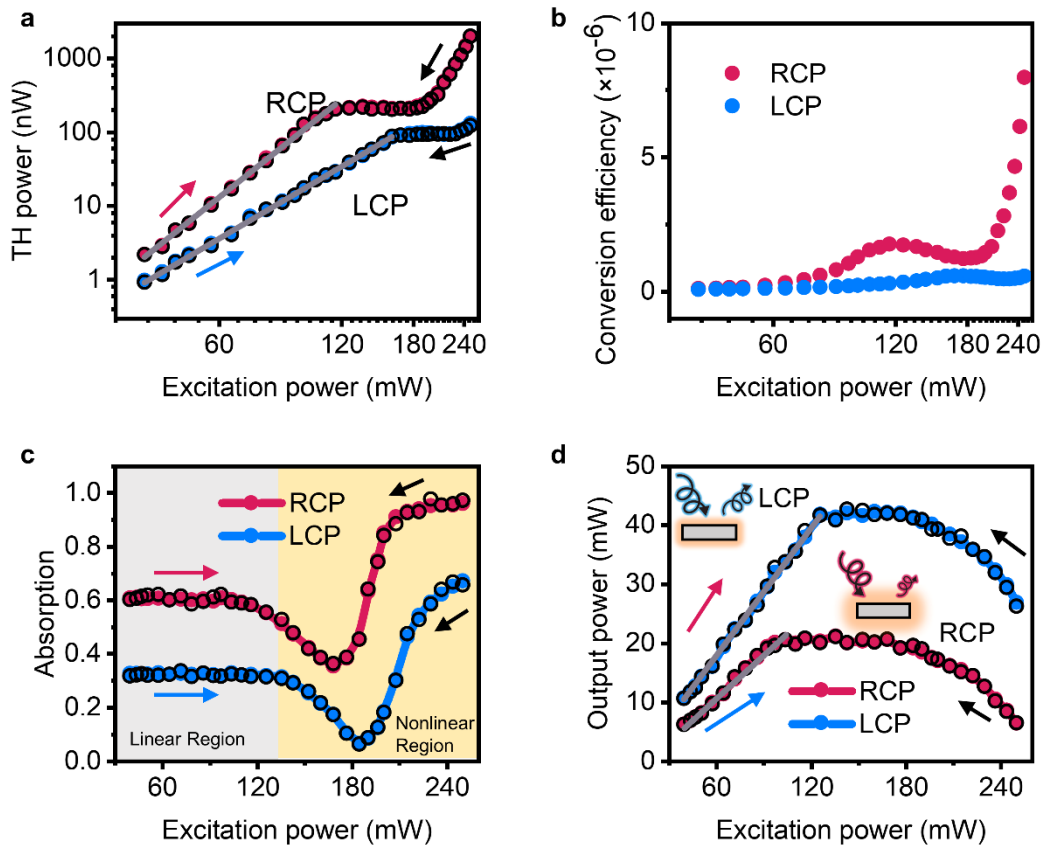 a
TH power (nW)
1000
100
10
1
RCP
LCP
60
120
180
240
Excitation power (mW)
b
Conversion efficiency (×10⁻⁶)
10
5
0
RCP
LCP
60
120
180
240
Excitation power (mW)
c
Absorption
1.0
0.8
0.6
0.4
0.2
0.0
RCP
LCP
Linear Region
Nonlinear
Region
60
120
180
240
Excitation power (mW)
d
Output power (mW)
50
40
30
20
10
0
LCP
RCP
RCP
LCP
60
120
180
240
Excitation power (mW)